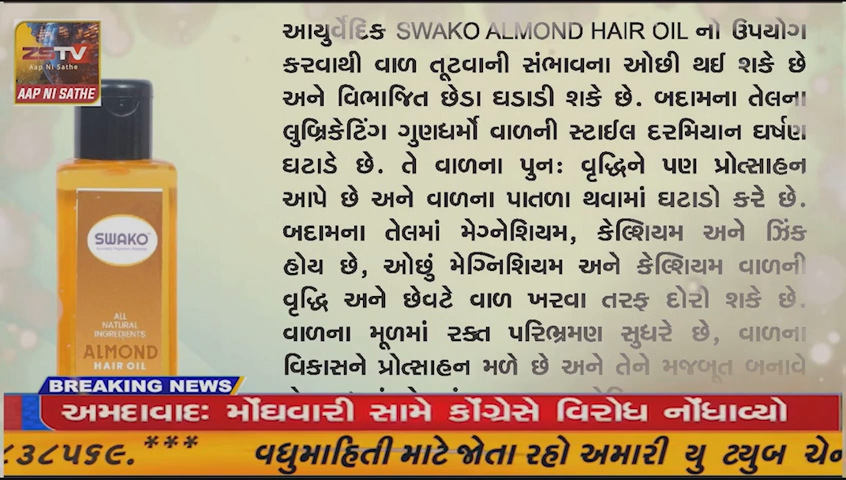 ZSTV
Aap Ni Sathe
AAP NI SATHE
આયુર્વેદિક SWAKO ALMOND HAIR OIL નો ઉપયોગ
કરવાથી વાળ તૂટવાની સંભાવના ઓછી થઈ શકે છે
અને વિભાજિત છેડા ઘડાડી શકે છે. બદામના તેલના
લુબ્રિકેટિંગ ગુણધર્મો વાળની સ્ટાઈલ દરમિયાન ઘર્ષણ
ઘટાડે છે. તે વાળના પુનઃ વૃદ્ધિને પણ પ્રોત્સાહન
આપે છે અને વાળના પાતળા થવામાં ઘટાડો કરે છે.
બદામના તેલમાં મેગ્નેશિયમ, કેલ્શિયમ અને ઝિંક
હોય છે, ઓછું મેગ્નિશિયમ અને કેલ્શિયમ વાળની
વૃદ્ધિ અને છેવટે વાળ ખરવા તરફ દોરી શકે છે.
વાળના મૂળમાં રક્ત પરિભ્રમણ સુધરે છે, વાળના
વિકાસને પ્રોત્સાહન મળે છે અને તેને મજબૂત બનાવે
SWAKO
ALL
NATURAL
INGREDIENTS
ALMOND
HAIR OIL
BREAKING NEWS
અમદાવાદઃ મોંઘવારી સામે કોંગ્રેસે વિરોધ નોંધાવ્યો
૮૩૮૫૬૯.*** વધુમાહિતી માટે જોતા રહો અમારી યુ ટ્યુબ ચેન